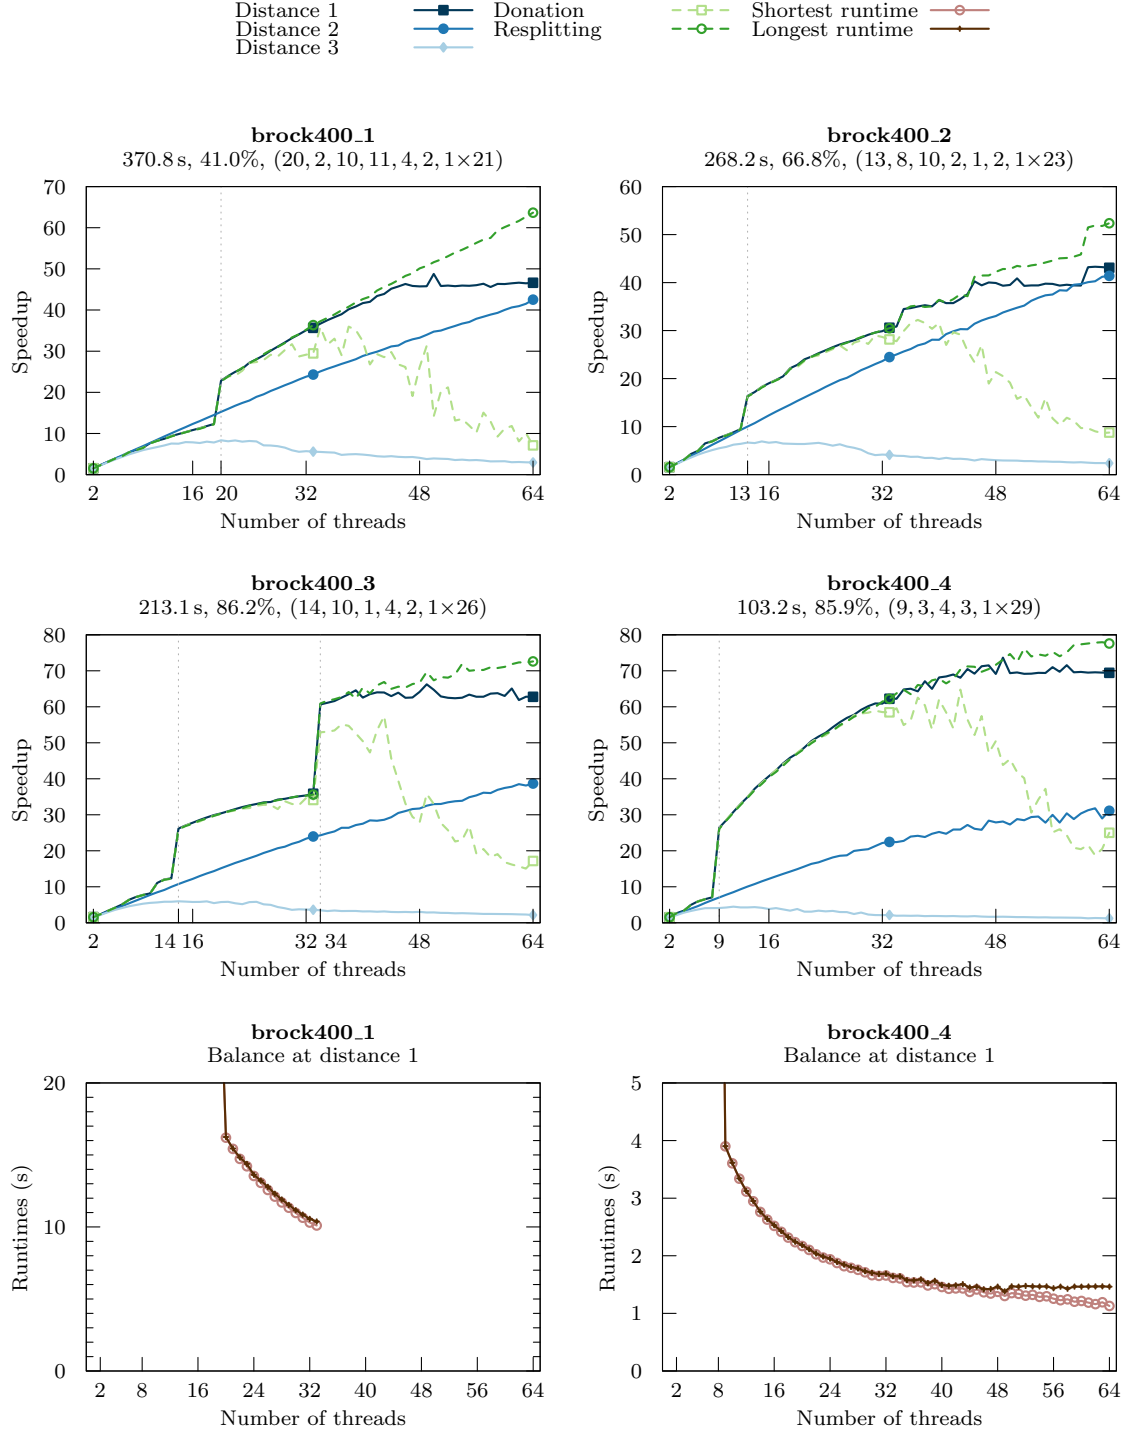 Distance 1 Donation Shortest runtime
Distance 2 Resplitting Longest runtime
Distance 3
brock400_1
370.8 s, 41.0%, (20, 2, 10, 11, 4, 2, 1×21)
70
60
50
40
30
20
10
0
Speedup
2 16 20 32 48 64
Number of threads
brock400_2
268.2 s, 66.8%, (13, 8, 10, 2, 1, 2, 1×23)
60
50
40
30
20
10
0
Speedup
2 13 16 32 48 64
Number of threads
brock400_3
213.1 s, 86.2%, (14, 10, 1, 4, 2, 1×26)
80
70
60
50
40
30
20
10
0
Speedup
2 14 16 32 34 48 64
Number of threads
brock400_4
103.2 s, 85.9%, (9, 3, 4, 3, 1×29)
80
70
60
50
40
30
20
10
0
Speedup
2 9 16 32 48 64
Number of threads
brock400_1
Balance at distance 1
20
10
0
Runtimes (s)
2 8 16 24 32 40 48 56 64
Number of threads
brock400_4
Balance at distance 1
5
4
3
2
1
0
Runtimes (s)
2 8 16 24 32 40 48 56 64
Number of threads